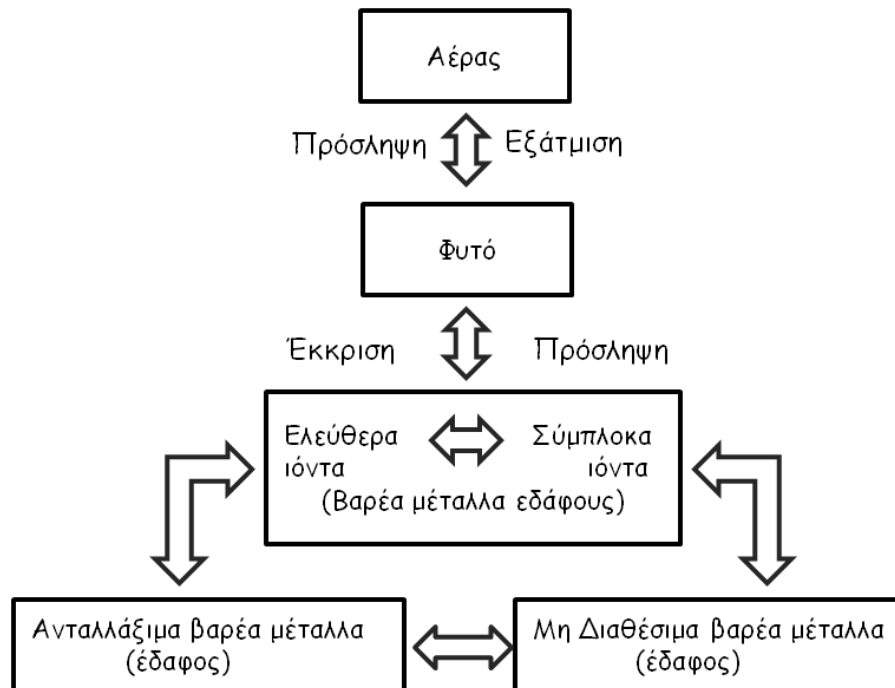 Αέρας
Πρόσληψη Εξάτμιση
Φυτό
Έκκριση Πρόσληψη
Ελεύθερα Σύμπλοκα
ιόντα ιόντα
(Βαρέα μέταλλα εδάφους)
Ανταλλάξιμα βαρέα μέταλλα Μη Διαθέσιμα βαρέα μέταλλα
(έδαφος) (έδαφος)